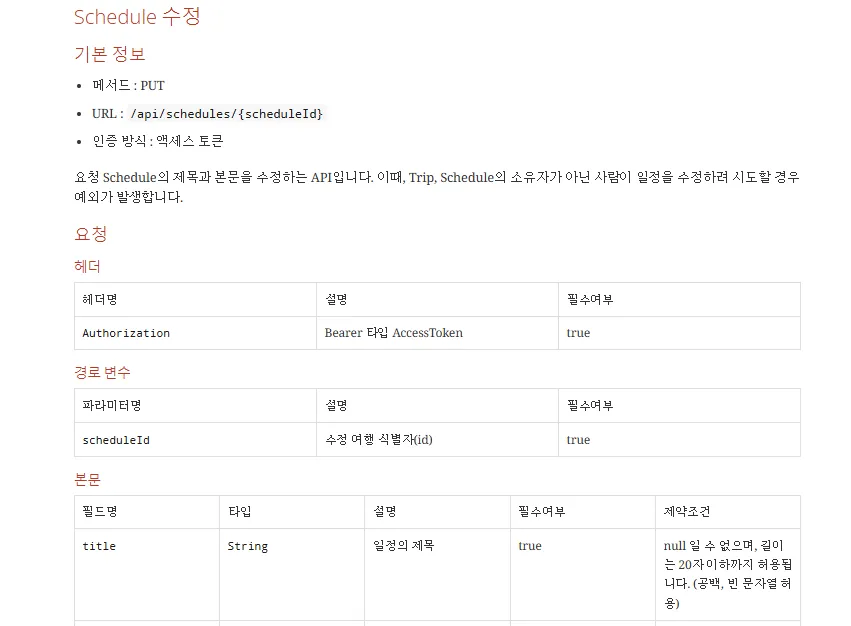 Schedule 수정
기본 정보
• 메서드 : PUT
• URL : /api/schedules/{scheduleId}
• 인증 방식 : 액세스 토큰
요청 Schedule의 제목과 본문을 수정하는 API입니다. 이때, Trip, Schedule의 소유자가 아닌 사람이 일정을 수정하려 시도할 경우
예외가 발생합니다.
요청
헤더
헤더명 설명 필수여부
Authorization Bearer 타입 AccessToken true
경로 변수
파라미터명 설명 필수여부
scheduleId 수정 여행 식별자(id) true
본문
필드명 타입 설명 필수여부 제약조건
title String 일정의 제목 true null 일 수 없으며, 길이
는 20자 이하까지 허용됩
니다. (공백, 빈 문자열 허
용)